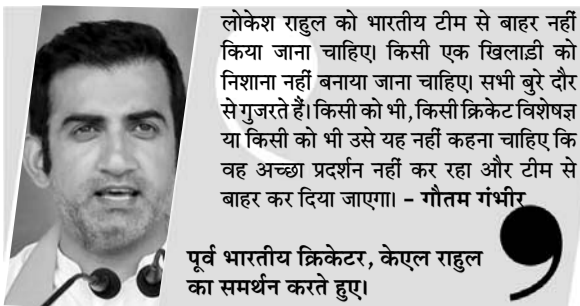 लोकेश राहुल को भारतीय टीम से बाहर नहीं
किया जाना चाहिए। किसी एक खिलाड़ी को
निशाना नहीं बनाया जाना चाहिए। सभी बुरे दौर
से गुजरते हैं। किसी को भी, किसी क्रिकेट विशेषज्ञ
या किसी को भी उसे यह नहीं कहना चाहिए कि
वह अच्छा प्रदर्शन नहीं कर रहा और टीम से
बाहर कर दिया जाएगा। – गौतम गंभीर
पूर्व भारतीय क्रिकेटर, केएल राहुल
का समर्थन करते हुए।